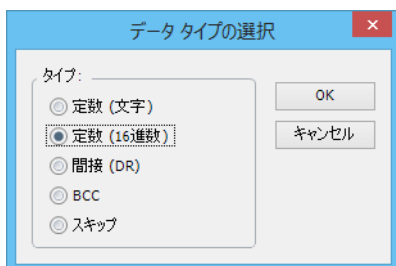 データ タイプの選択
タイプ:
定数 (文字)
定数 (16進数)
間接 (DR)
BCC
スキップ
OK
キャンセル